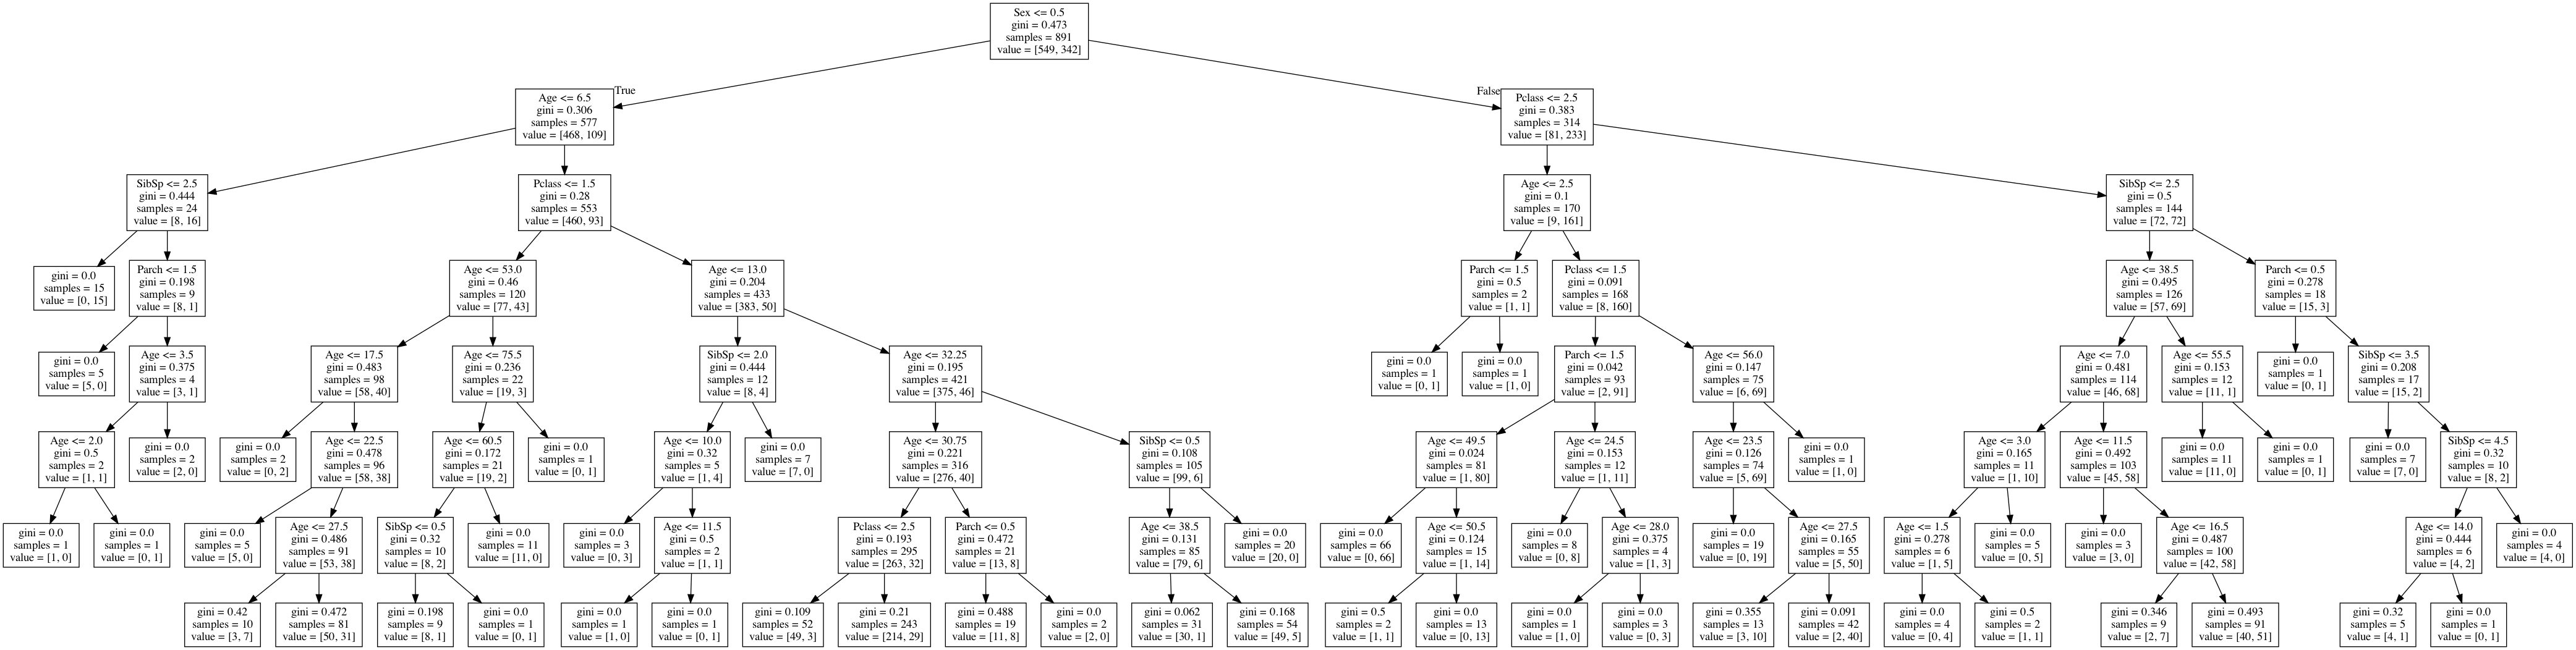 Sex <= 0.5
gini = 0.473
samples = 891
value = [549, 342]
True
False
Age <= 6.5
gini = 0.306
samples = 577
value = [468, 109]
Pclass <= 2.5
gini = 0.383
samples = 314
value = [81, 233]
SibSp <= 2.5
gini = 0.444
samples = 24
value = [8, 16]
Pclass <= 1.5
gini = 0.28
samples = 553
value = [460, 93]
Age <= 2.5
gini = 0.1
samples = 170
value = [9, 161]
SibSp <= 2.5
gini = 0.5
samples = 144
value = [72, 72]
gini = 0.0
samples = 15
value = [0, 15]
Parch <= 1.5
gini = 0.198
samples = 9
value = [8, 1]
Age <= 53.0
gini = 0.46
samples = 120
value = [77, 43]
Age <= 13.0
gini = 0.204
samples = 433
value = [383, 50]
Parch <= 1.5
gini = 0.5
samples = 2
value = [1, 1]
Pclass <= 1.5
gini = 0.091
samples = 168
value = [8, 160]
Age <= 38.5
gini = 0.495
samples = 126
value = [57, 69]
Parch <= 0.5
gini = 0.278
samples = 18
value = [15, 3]
gini = 0.0
samples = 5
value = [5, 0]
Age <= 3.5
gini = 0.375
samples = 4
value = [3, 1]
Age <= 17.5
gini = 0.483
samples = 98
value = [58, 40]
Age <= 75.5
gini = 0.236
samples = 22
value = [19, 3]
SibSp <= 2.0
gini = 0.444
samples = 12
value = [8, 4]
Age <= 32.25
gini = 0.195
samples = 421
value = [375, 46]
gini = 0.0
samples = 1
value = [0, 1]
gini = 0.0
samples = 1
value = [1, 0]
Parch <= 1.5
gini = 0.042
samples = 93
value = [2, 91]
Age <= 56.0
gini = 0.147
samples = 75
value = [6, 69]
Age <= 7.0
gini = 0.481
samples = 114
value = [46, 68]
Age <= 55.5
gini = 0.153
samples = 12
value = [11, 1]
gini = 0.0
samples = 1
value = [0, 1]
SibSp <= 3.5
gini = 0.208
samples = 17
value = [15, 2]
Age <= 2.0
gini = 0.5
samples = 2
value = [1, 1]
gini = 0.0
samples = 2
value = [2, 0]
gini = 0.0
samples = 2
value = [0, 2]
Age <= 22.5
gini = 0.478
samples = 96
value = [58, 38]
Age <= 60.5
gini = 0.172
samples = 21
value = [19, 2]
gini = 0.0
samples = 1
value = [0, 1]
Age <= 10.0
gini = 0.32
samples = 5
value = [1, 4]
gini = 0.0
samples = 7
value = [7, 0]
Age <= 30.75
gini = 0.221
samples = 316
value = [276, 40]
SibSp <= 0.5
gini = 0.108
samples = 105
value = [99, 6]
Age <= 49.5
gini = 0.024
samples = 81
value = [1, 80]
Age <= 24.5
gini = 0.153
samples = 12
value = [1, 11]
Age <= 23.5
gini = 0.126
samples = 74
value = [5, 69]
gini = 0.0
samples = 1
value = [1, 0]
Age <= 3.0
gini = 0.165
samples = 11
value = [1, 10]
Age <= 11.5
gini = 0.492
samples = 103
value = [45, 58]
gini = 0.0
samples = 11
value = [11, 0]
gini = 0.0
samples = 1
value = [0, 1]
gini = 0.0
samples = 7
value = [7, 0]
SibSp <= 4.5
gini = 0.32
samples = 10
value = [8, 2]
gini = 0.0
samples = 1
value = [1, 0]
gini = 0.0
samples = 1
value = [0, 1]
gini = 0.0
samples = 5
value = [5, 0]
Age <= 27.5
gini = 0.486
samples = 91
value = [53, 38]
SibSp <= 0.5
gini = 0.32
samples = 10
value = [8, 2]
gini = 0.0
samples = 11
value = [11, 0]
gini = 0.0
samples = 3
value = [0, 3]
Age <= 11.5
gini = 0.5
samples = 2
value = [1, 1]
Pclass <= 2.5
gini = 0.193
samples = 295
value = [263, 32]
Parch <= 0.5
gini = 0.472
samples = 21
value = [13, 8]
Age <= 38.5
gini = 0.131
samples = 85
value = [79, 6]
gini = 0.0
samples = 20
value = [20, 0]
gini = 0.0
samples = 66
value = [0, 66]
Age <= 50.5
gini = 0.124
samples = 15
value = [1, 14]
gini = 0.0
samples = 8
value = [0, 8]
Age <= 28.0
gini = 0.375
samples = 4
value = [1, 3]
gini = 0.0
samples = 19
value = [0, 19]
Age <= 27.5
gini = 0.165
samples = 55
value = [5, 50]
Age <= 1.5
gini = 0.278
samples = 6
value = [1, 5]
gini = 0.0
samples = 5
value = [0, 5]
gini = 0.0
samples = 3
value = [3, 0]
Age <= 16.5
gini = 0.487
samples = 100
value = [42, 58]
Age <= 14.0
gini = 0.444
samples = 6
value = [4, 2]
gini = 0.0
samples = 4
value = [4, 0]
gini = 0.42
samples = 10
value = [3, 7]
gini = 0.472
samples = 81
value = [50, 31]
gini = 0.198
samples = 9
value = [8, 1]
gini = 0.0
samples = 1
value = [0, 1]
gini = 0.0
samples = 1
value = [1, 0]
gini = 0.0
samples = 1
value = [0, 1]
gini = 0.109
samples = 52
value = [49, 3]
gini = 0.21
samples = 243
value = [214, 29]
gini = 0.488
samples = 19
value = [11, 8]
gini = 0.0
samples = 2
value = [2, 0]
gini = 0.062
samples = 31
value = [30, 1]
gini = 0.168
samples = 54
value = [49, 5]
gini = 0.5
samples = 2
value = [1, 1]
gini = 0.0
samples = 13
value = [0, 13]
gini = 0.0
samples = 1
value = [1, 0]
gini = 0.0
samples = 3
value = [0, 3]
gini = 0.355
samples = 13
value = [3, 10]
gini = 0.091
samples = 42
value = [2, 40]
gini = 0.0
samples = 4
value = [0, 4]
gini = 0.5
samples = 2
value = [1, 1]
gini = 0.346
samples = 9
value = [2, 7]
gini = 0.493
samples = 91
value = [40, 51]
gini = 0.32
samples = 5
value = [4, 1]
gini = 0.0
samples = 1
value = [0, 1]